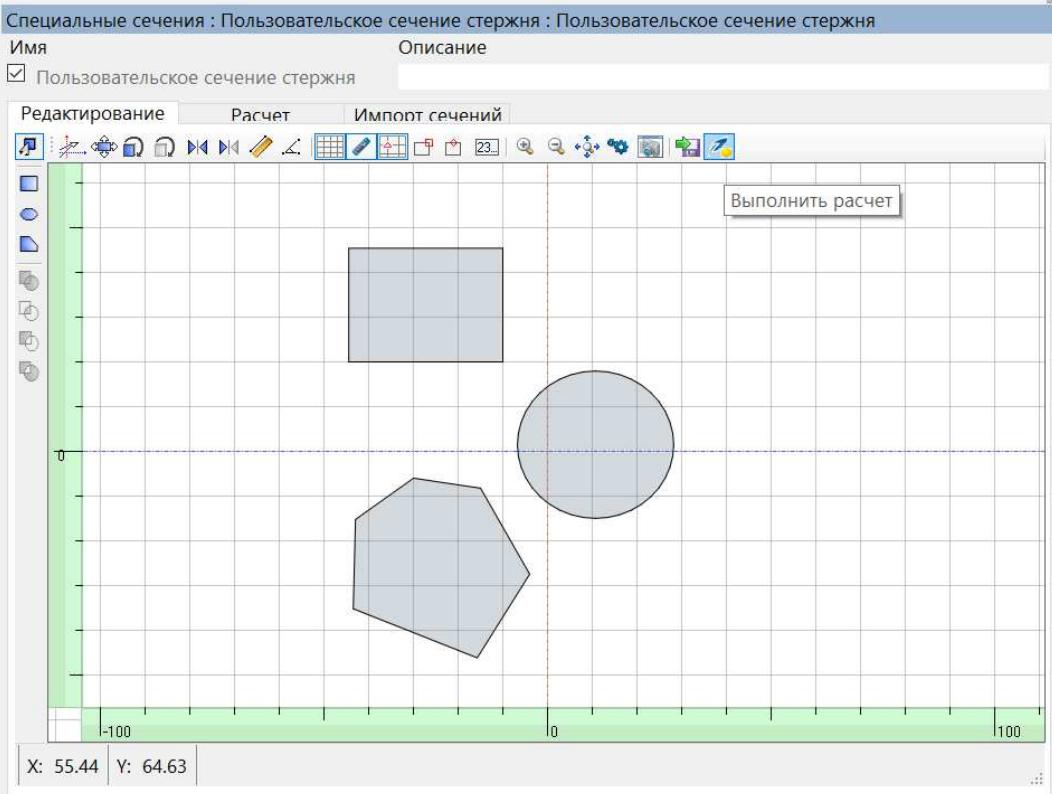 Специальные сечения : Пользовательское сечение стержня : Пользовательское сечение стержня
Имя Описание
Пользовательское сечение стержня
Редактирование Расчет Импорт сечений
23..
Выполнить расчет
0
-100 0 100
X: 55.44 Y: 64.63